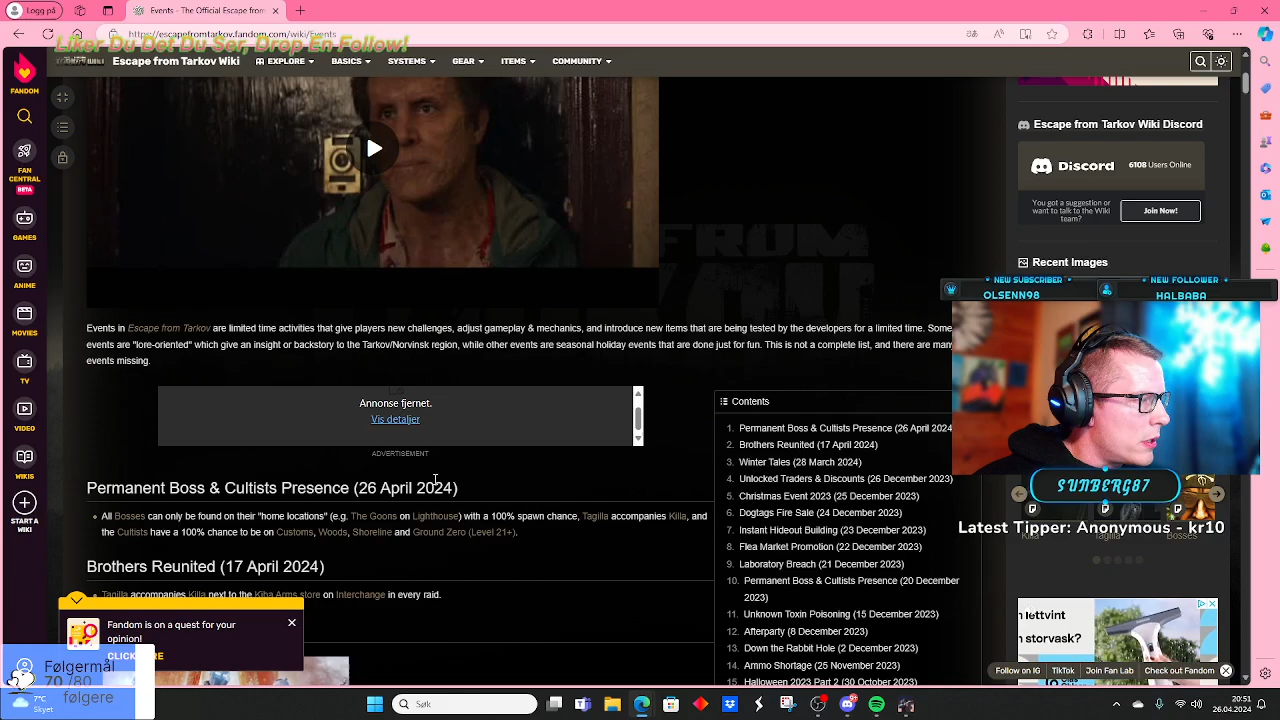 Liker Du Det Du Ser, Drop En Follow!
Escape from Tarkov Wiki
EXPLORE
BASICS
SYSTEMS
GEAR
ITEMS
COMMUNITY
FANDOM
FAN CENTRAL
BETA
GAMES
ANIME
MOVIES
TV
VIDEO
WIKIS
START A WIKI
Escape from Tarkov Wiki Discord
Discord
6108 Users Online
You got a suggestion or want to talk to the Wiki team?
Join Now!
Recent Images
NEW SUBSCRIBER
OLSENN98
NEW FOLLOWER
HALBABA
Events in Escape from Tarkov are limited time activities that give players new challenges, adjust gameplay & mechanics, and introduce new items that are being tested by the developers for a limited time. Some
events are "lore-oriented" which give an insight or backstory to the Tarkov/Norvinsk region, while other events are seasonal holiday events that are done just for fun. This is not a complete list, and there are many
events missing.
Annonse fjernet.
Vis detaljer
ADVERTISEMENT
Permanent Boss & Cultists Presence (26 April 2024)
All Bosses can only be found on their "home locations" (e.g. The Goons on Lighthouse) with a 100% spawn chance, Tagilla accompanies Killa, and
the Cultists have a 100% chance to be on Customs, Woods, Shoreline and Ground Zero (Level 21+).
Brothers Reunited (17 April 2024)
Tagilla accompanies Killa next to the Kiba Arms store on Interchange in every raid.
Contents
1. Permanent Boss & Cultists Presence (26 April 2024
2. Brothers Reunited (17 April 2024)
3. Winter Tales (28 March 2024)
4. Unlocked Traders & Discounts (26 December 2023)
5. Christmas Event 2023 (25 December 2023)
6. Dogtags Fire Sale (24 December 2023)
7. Instant Hideout Building (23 December 2023)
8. Flea Market Promotion (22 December 2023)
9. Laboratory Breach (21 December 2023)
10. Permanent Boss & Cultists Presence (20 December
2023)
11. Unknown Toxin Poisoning (15 December 2023)
12. Afterparty (8 December 2023)
13. Down the Rabbit Hole (2 December 2023)
14. Ammo Shortage (25 November 2023)
15. Halloween 2023 Part 2 (30 October 2023)
SUNBERG87
Latest Tipper: Anonymous - kr10
Killa
Tagilla
Bosses
n lettvint
storvask?
Follow on IG
TikTok
Join Fan Lab
Check out Fandom
Fandom is on a quest for your
opinion!
CLICK
RE
Følgermål
70 /80
følgere
7°C
Skyet
Søk
20:51
26.04.2024